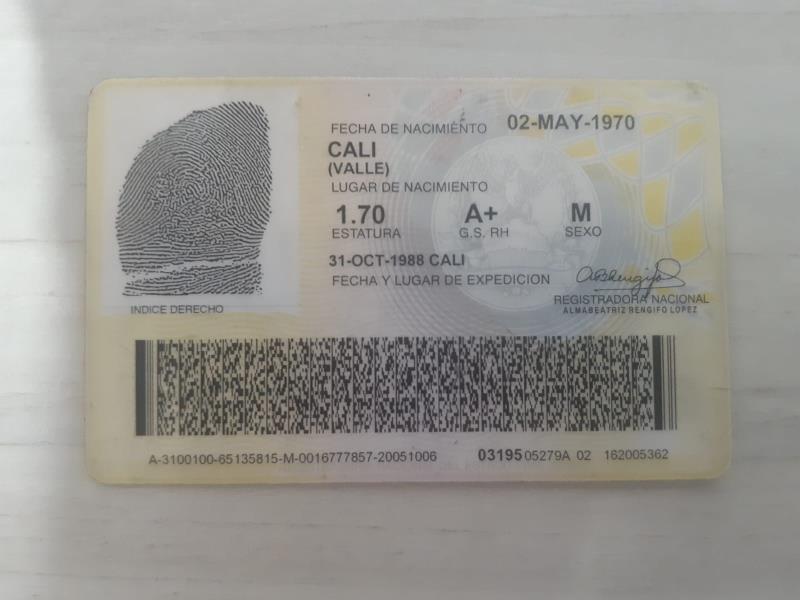 FECHA DE NACIMIENTO 02-MAY-1970
CALI
(VALLE)
LUGAR DE NACIMIENTO
1.70 A+ M
ESTATURA G.S. RH SEXO
31-OCT-1988 CALI
FECHA Y LUGAR DE EXPEDICION
REGISTRADORA NACIONAL
ALMABEATRIZ RENGIFO LOPEZ
INDICE DERECHO
A-3100100-65135815-M-0016777857-20051006 03195 05279A 02 162005362